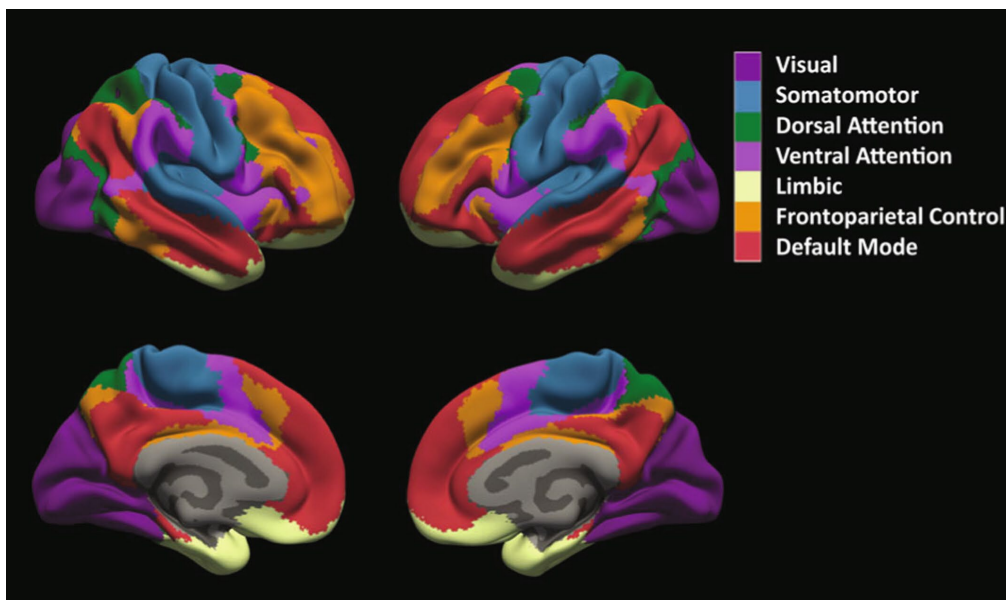 Visual
Somatomotor
Dorsal Attention
Ventral Attention
Limbic
Frontoparietal Control
Default Mode